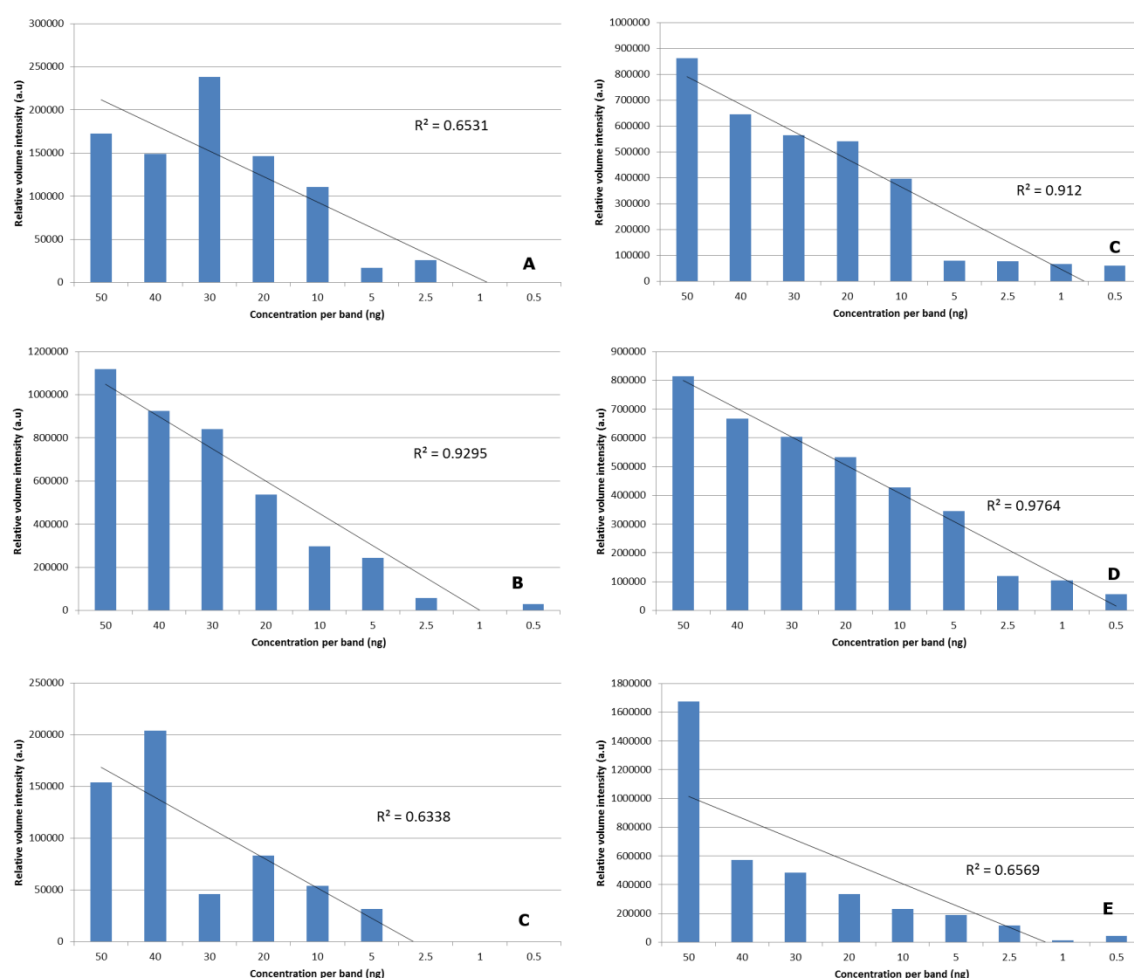 300000
250000
200000
150000
100000
50000
0
Relative volume intensity (a.u)
R² = 0.6531
A
50 40 30 20 10 5 2.5 1 0.5
Concentration per band (ng)
1000000
900000
800000
700000
600000
500000
400000
300000
200000
100000
0
Relative volume intensity (a.u)
R² = 0.912
C
50 40 30 20 10 5 2.5 1 0.5
Concentration per band (ng)
1200000
1000000
800000
600000
400000
200000
0
Relative volume intensity (a.u)
R² = 0.9295
B
50 40 30 20 10 5 2.5 1 0.5
Concentration per band (ng)
900000
800000
700000
600000
500000
400000
300000
200000
100000
0
Relative volume intensity (a.u)
R² = 0.9764
D
50 40 30 20 10 5 2.5 1 0.5
Concentration per band (ng)
250000
200000
150000
100000
50000
0
Relative volume intensity (a.u)
R² = 0.6338
C
50 40 30 20 10 5 2.5 1 0.5
Concentration per band (ng)
1800000
1600000
1400000
1200000
1000000
800000
600000
400000
200000
0
Relative volume intensity (a.u)
R² = 0.6569
E
50 40 30 20 10 5 2.5 1 0.5
Concentration per band (ng)